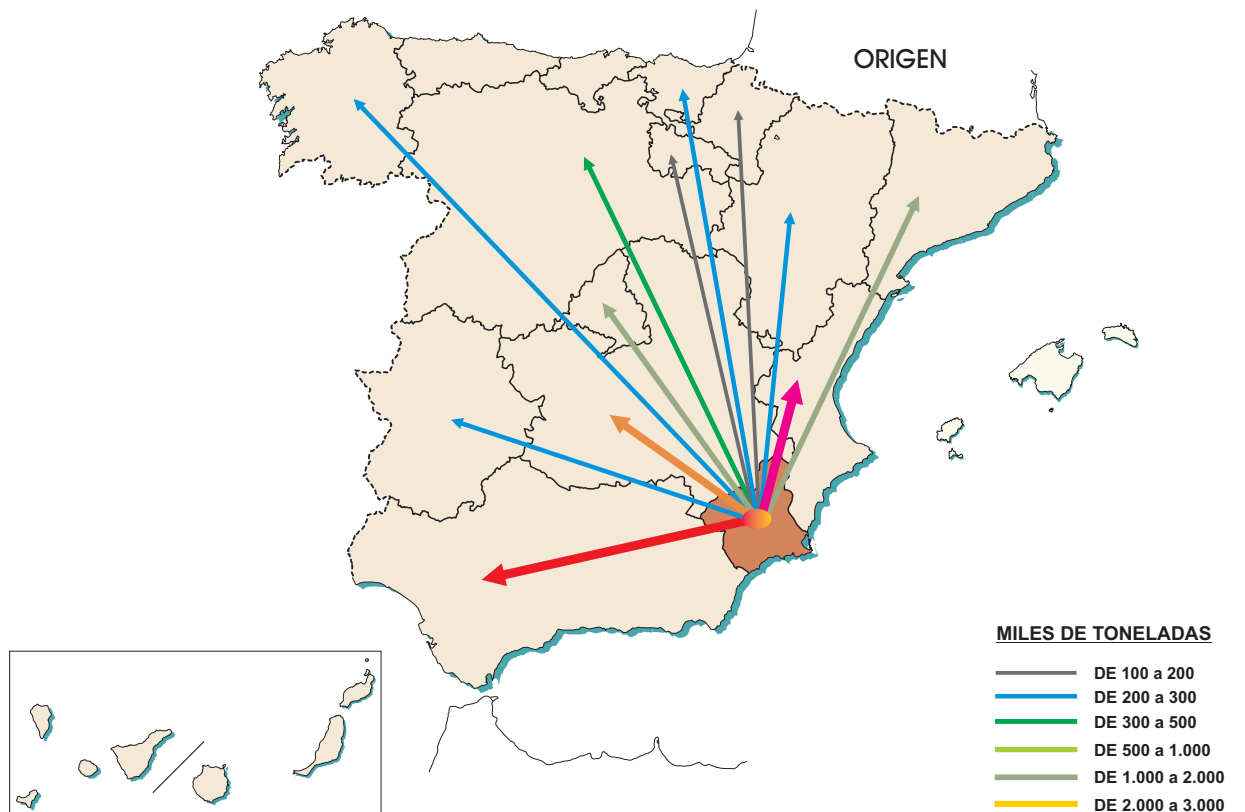 ORIGEN
MILES DE TONELADAS
DE 100 a 200
DE 200 a 300
DE 300 a 500
DE 500 a 1.000
DE 1.000 a 2.000
DE 2.000 a 3.000